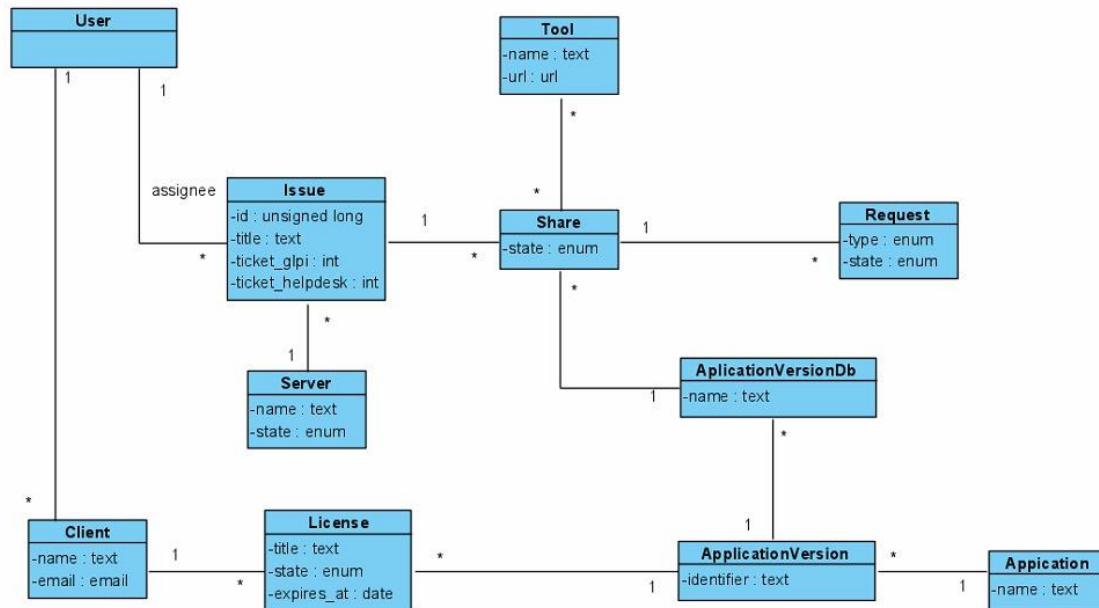 User
Tool
-name : text
-url : url
1
1
*
assignee
Issue
-id : unsigned long
-title : text
-ticket_glpi : int
-ticket_helpdesk : int
*
1
*
*
Share
-state : enum
1
*
Request
-type : enum
-state : enum
*
*
1
Server
-name : text
-state : enum
AplicationVersionDb
-name : text
1
*
*
Client
-name : text
-email : email
1
*
License
-title : text
-state : enum
-expires_at : date
*
1
1
ApplicationVersion
-identifier : text
*
1
Appication
-name : text